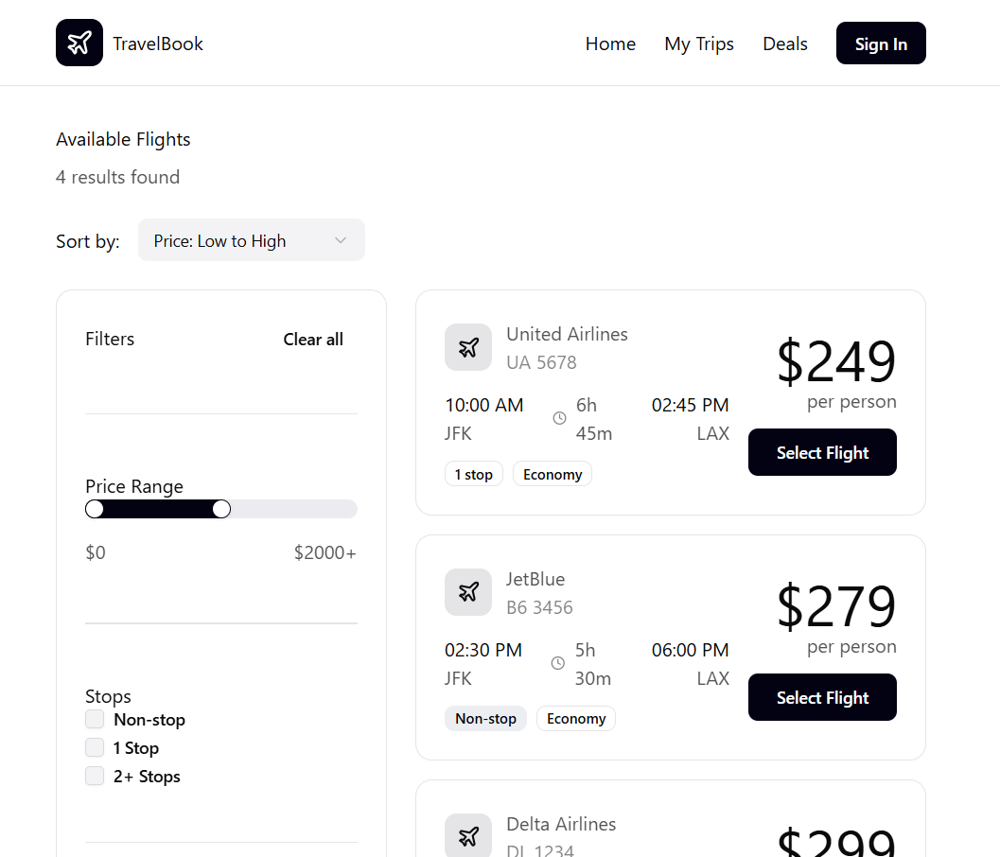 TravelBook
Home
My Trips
Deals
Sign In
Available Flights
4 results found
Sort by:
Price: Low to High
Filters
Clear all
Price Range
$0
$2000+
Stops
Non-stop
1 Stop
2+ Stops
United Airlines
UA 5678
10:00 AM
JFK
6h
45m
02:45 PM
LAX
1 stop
Economy
$249
per person
Select Flight
JetBlue
B6 3456
02:30 PM
JFK
5h
30m
06:00 PM
LAX
Non-stop
Economy
$279
per person
Select Flight
Delta Airlines
DL 1234
$299